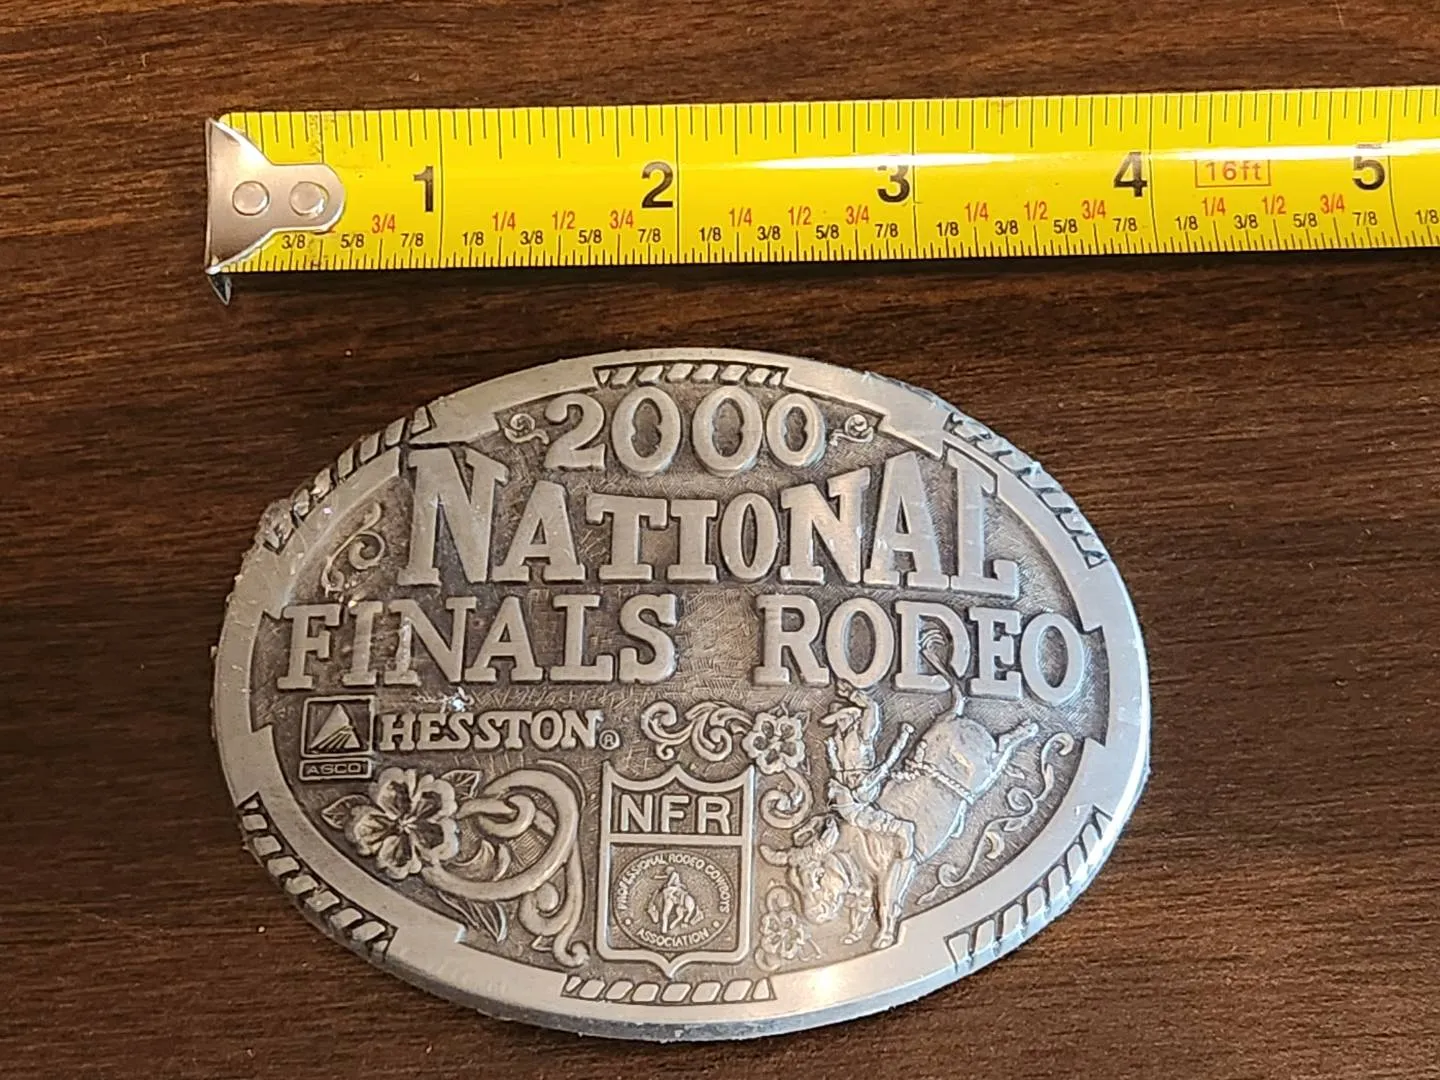 1 2 3 4 5
16ft
3/4 1/4 1/2 3/4 1/4 1/2 3/4 1/4 1/2 3/4 1/4 1/2 3/4
3/8 5/8 7/8 1/8 3/8 5/8 7/8 1/8 3/8 5/8 7/8 1/8 3/8 5/8 7/8 1/8 3/8 5/8 7/8 1/8
2000
NATIONAL
FINALS RODEO
HESSTON®
AGCO
NFR
PROFESSIONAL RODEO COWBOYS
ASSOCIATION